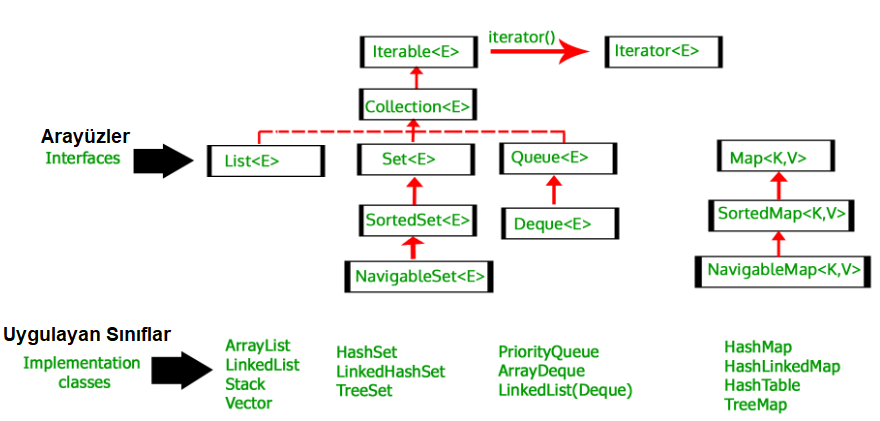 iterator()
Iterable<E>
Iterator<E>
Collection<E>
Arayüzler
Interfaces
List<E>
Set<E>
Queue<E>
Map<K,V>
SortedSet<E>
Deque<E>
SortedMap<K,V>
NavigableSet<E>
NavigableMap<K,V>
Uygulayan Sınıflar
Implementation
classes
ArrayList
LinkedList
Stack
Vector
HashSet
LinkedHashSet
TreeSet
PriorityQueue
ArrayDeque
LinkedList(Deque)
HashMap
HashLinkedMap
HashTable
TreeMap